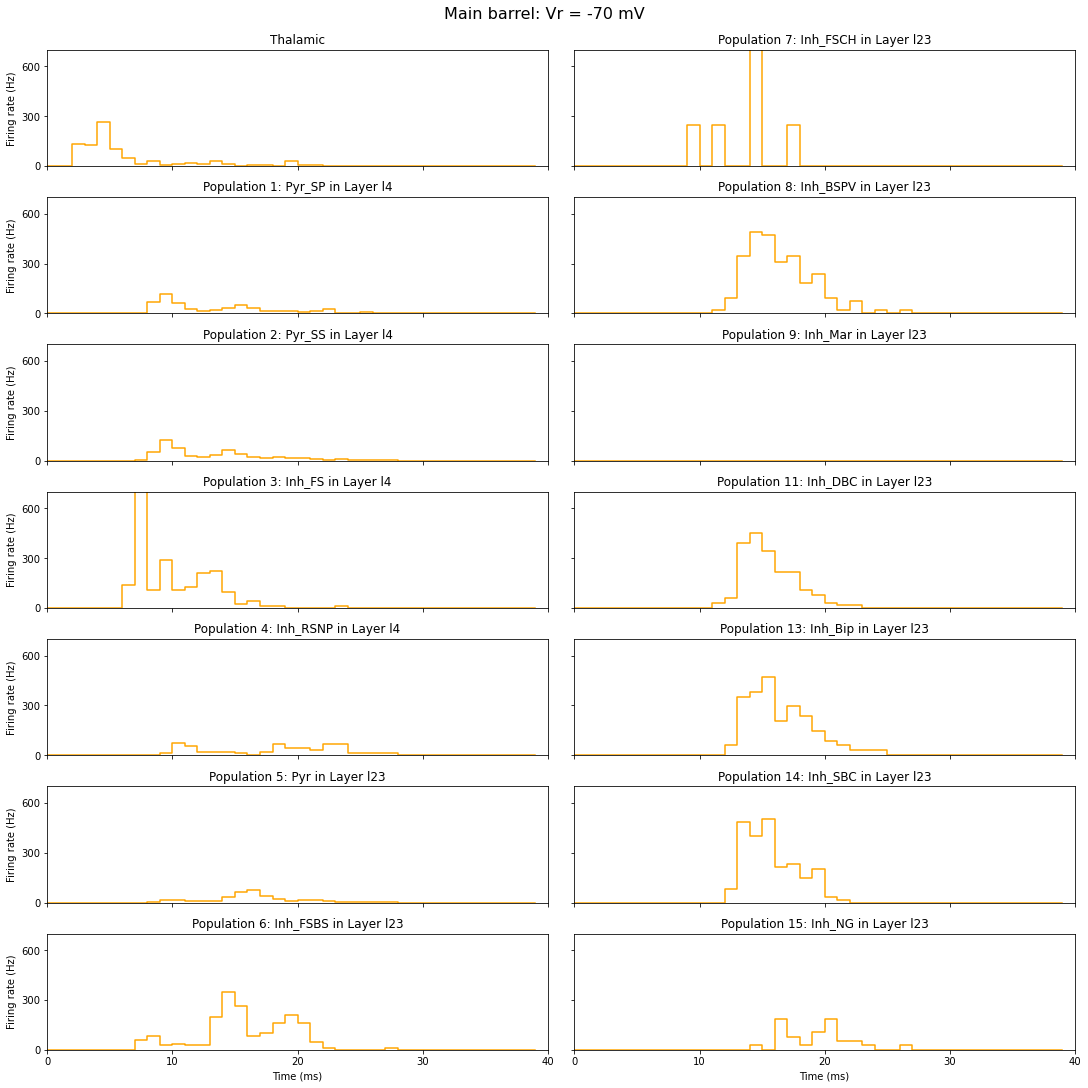 Main barrel: Vr = -70 mV
Thalamic
600
300
0
Firing rate (Hz)
Population 1: Pyr_SP in Layer l4
600
300
0
Firing rate (Hz)
Population 2: Pyr_SS in Layer l4
600
300
0
Firing rate (Hz)
Population 3: Inh_FS in Layer l4
600
300
0
Firing rate (Hz)
Population 4: Inh_RSNP in Layer l4
600
300
0
Firing rate (Hz)
Population 5: Pyr in Layer l23
600
300
0
Firing rate (Hz)
Population 6: Inh_FSBS in Layer l23
600
300
0
Firing rate (Hz)
0 10 20 30 40
Time (ms)
Population 7: Inh_FSCH in Layer l23
Population 8: Inh_BSPV in Layer l23
Population 9: Inh_Mar in Layer l23
Population 11: Inh_DBC in Layer l23
Population 13: Inh_Bip in Layer l23
Population 14: Inh_SBC in Layer l23
Population 15: Inh_NG in Layer l23
10 20 30 40
Time (ms)